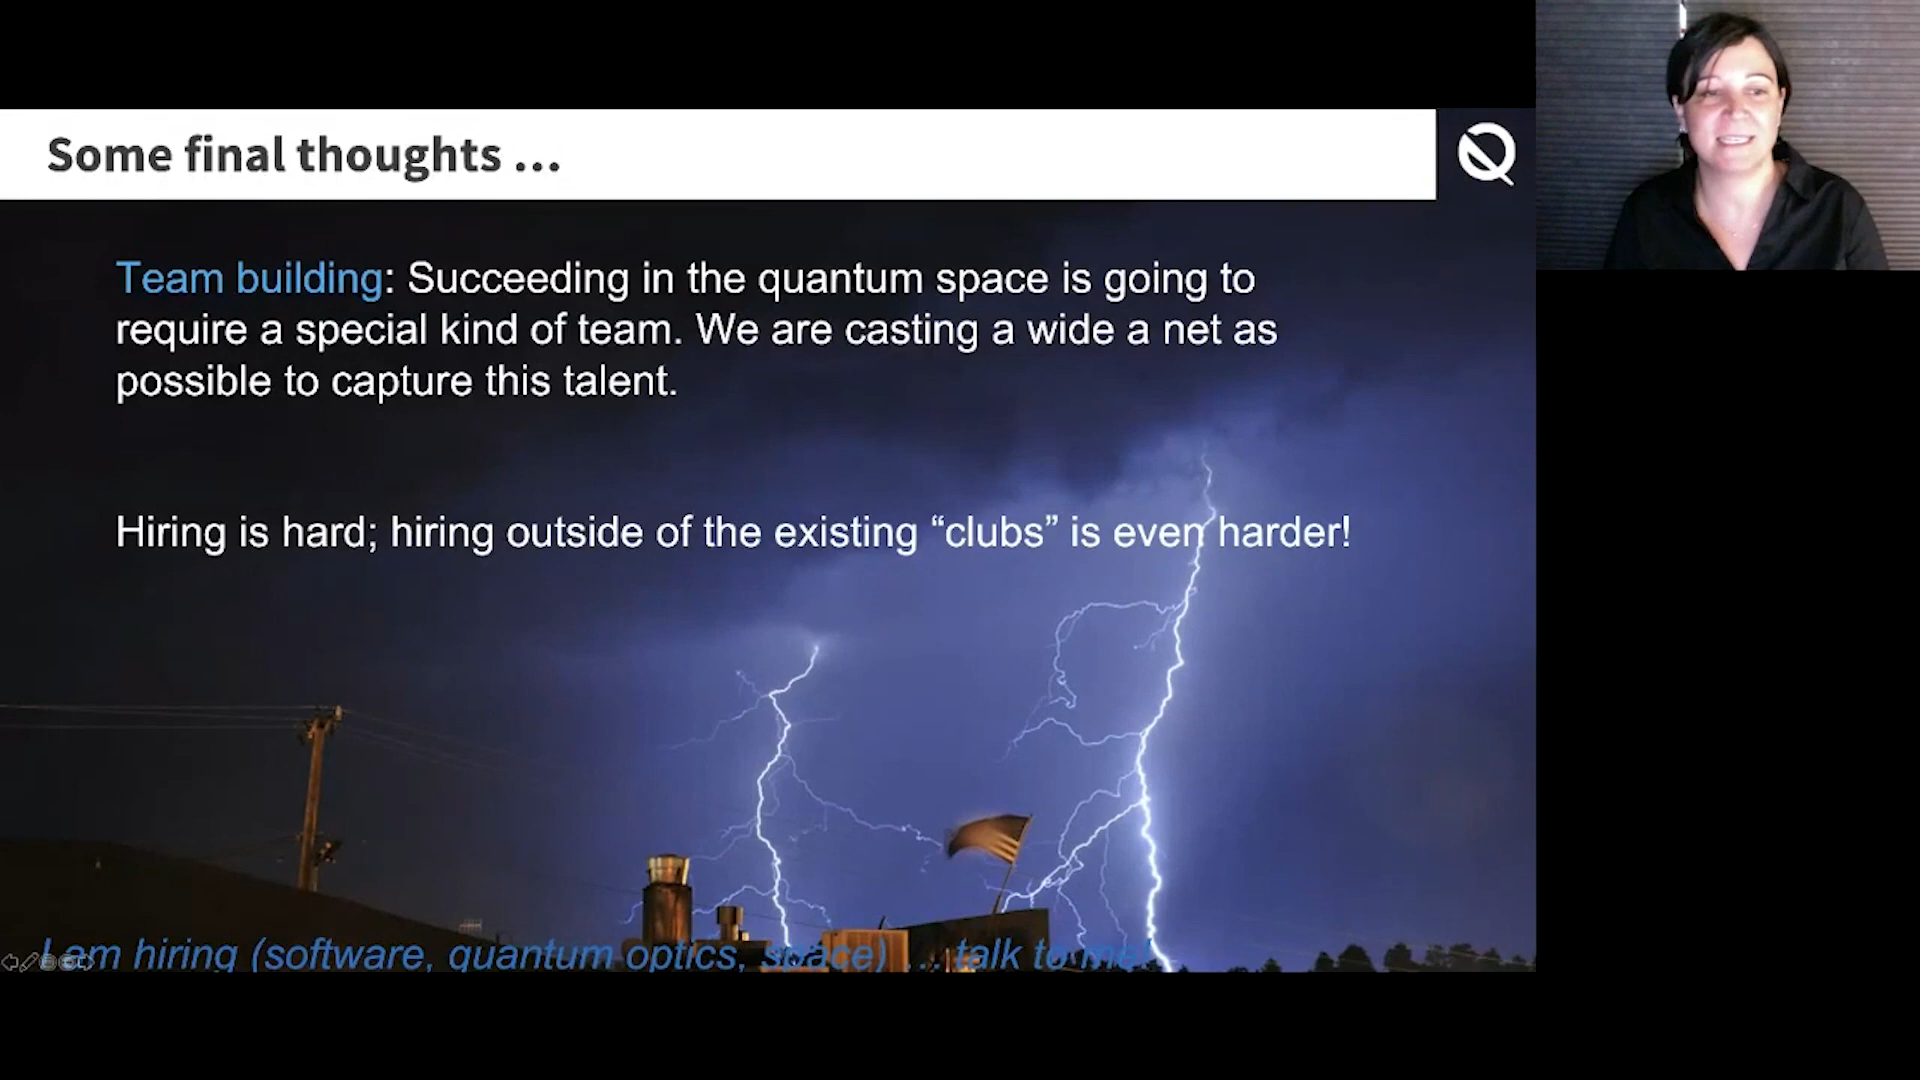 Some final thoughts ...
Team building: Succeeding in the quantum space is going to
require a special kind of team. We are casting a wide a net as
possible to capture this talent.
Hiring is hard; hiring outside of the existing “clubs” is even harder!
I am hiring (software, quantum optics, space) ... talk to me!